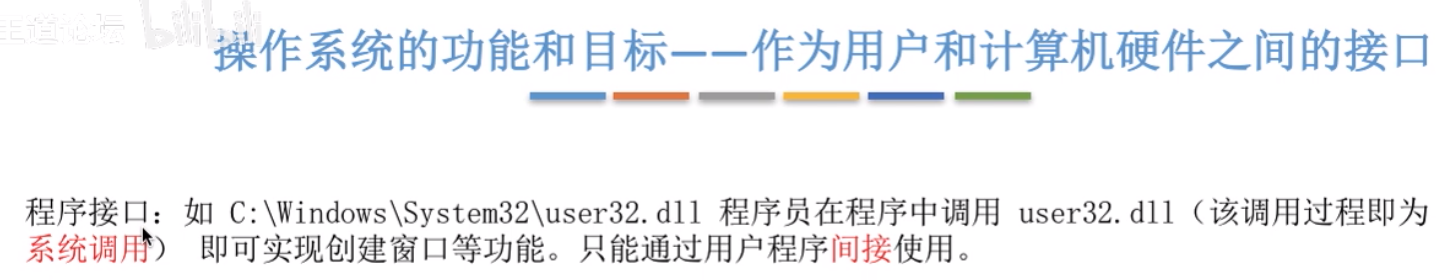 王道论坛 bilibili
操作系统的功能和目标——作为用户和计算机硬件之间的接口
程序接口：如 C:\Windows\System32\user32.dll 程序员在程序中调用 user32.dll（该调用过程即为
系统调用） 即可实现创建窗口等功能。只能通过用户程序间接使用。